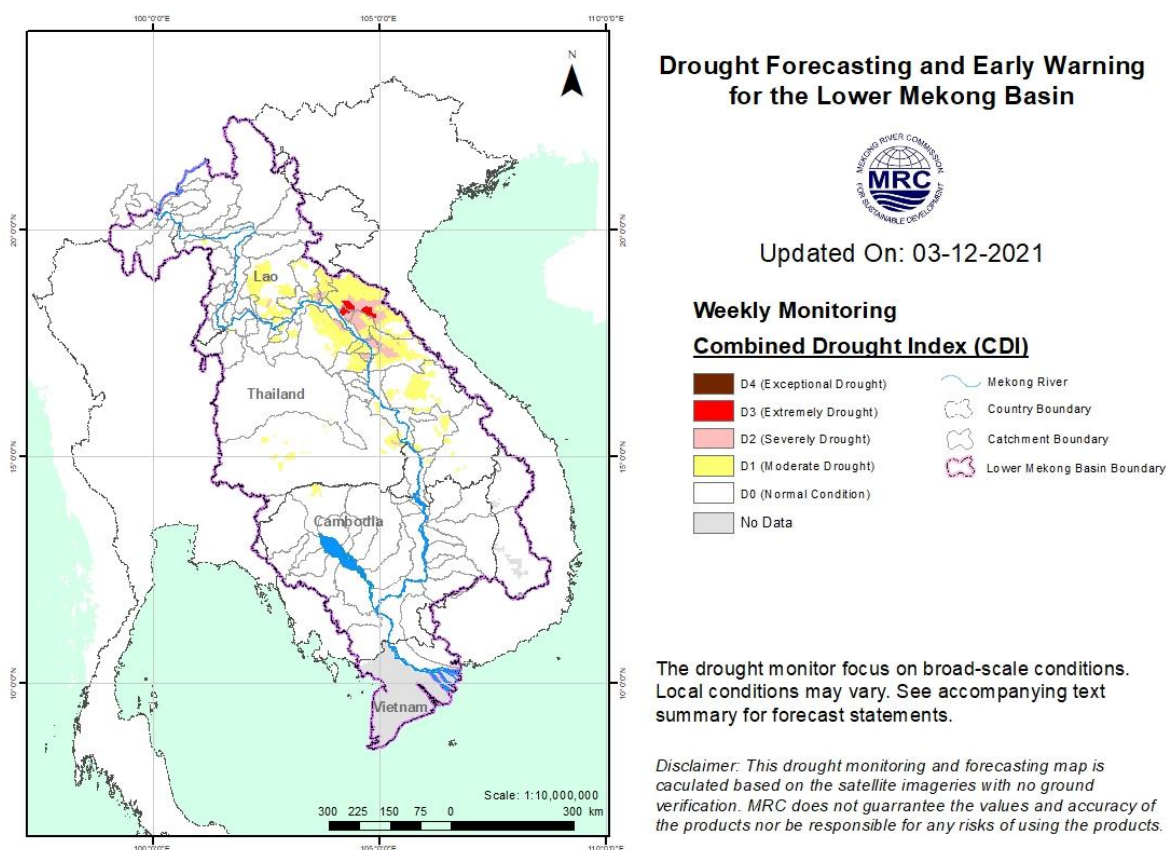 100°0'0"E 105°0'0"E 110°0'0"E
N
20°0'0"N 20°0'0"N
Lao
Thailand
15°0'0"N 15°0'0"N
Cambodia
10°0'0"N 10°0'0"N
Vietnam
Scale: 1:10,000,000
300 225 150 75 0 300 km
100°0'0"E 105°0'0"E 110°0'0"E
Drought Forecasting and Early Warning
for the Lower Mekong Basin
MEKONG RIVER COMMISSION
MRC
FOR SUSTAINABLE DEVELOPMENT
Updated On: 03-12-2021
Weekly Monitoring
Combined Drought Index (CDI)
D4 (Exceptional Drought)
D3 (Extremely Drought)
D2 (Severely Drought)
D1 (Moderate Drought)
D0 (Normal Condition)
No Data
Mekong River
Country Boundary
Catchment Boundary
Lower Mekong Basin Boundary
The drought monitor focus on broad-scale conditions.
Local conditions may vary. See accompanying text
summary for forecast statements.
Disclaimer: This drought monitoring and forecasting map is
caculated based on the satellite imageries with no ground
verification. MRC does not guarrantee the values and accuracy of
the products nor be responsible for any risks of using the products.